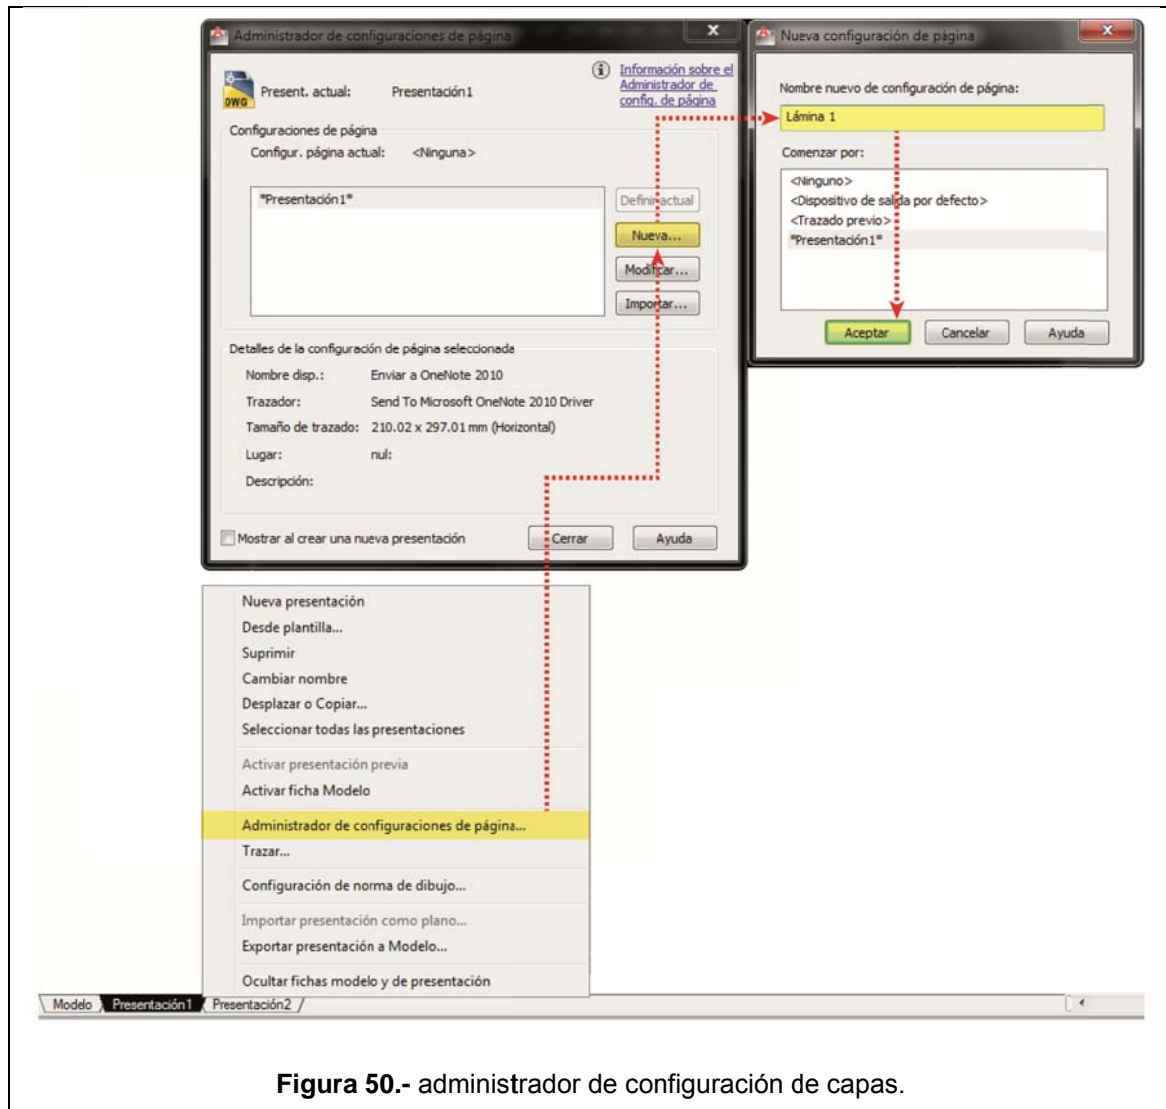 Administrador de configuraciones de página
Present. actual: Presentación1
Información sobre el
Administrador de
config. de página
Configuraciones de página
Configur. página actual: <Ninguna>
*Presentación1*
Definir actual
Nueva...
Modificar...
Importar...
Detalles de la configuración de página seleccionada
Nombre disp.: Enviar a OneNote 2010
Trazador: Send To Microsoft OneNote 2010 Driver
Tamaño de trazado: 210.02 x 297.01 mm (Horizontal)
Lugar: nul:
Descripción:
Mostrar al crear una nueva presentación
Cerrar
Ayuda
Nueva configuración de página
Nombre nuevo de configuración de página:
Lámina 1
Comenzar por:
<Ninguno>
<Dispositivo de salida por defecto>
<Trazado previo>
*Presentación1*
Aceptar
Cancelar
Ayuda
Nueva presentación
Desde plantilla...
Suprimir
Cambiar nombre
Desplazar o Copiar...
Seleccionar todas las presentaciones
Activar presentación previa
Activar ficha Modelo
Administrador de configuraciones de página...
Trazar...
Configuración de norma de dibujo...
Importar presentación como plano...
Exportar presentación a Modelo...
Ocultar fichas modelo y de presentación
Modelo Presentación1 Presentación2
DWG
Figura 50.- administrador de configuración de capas.